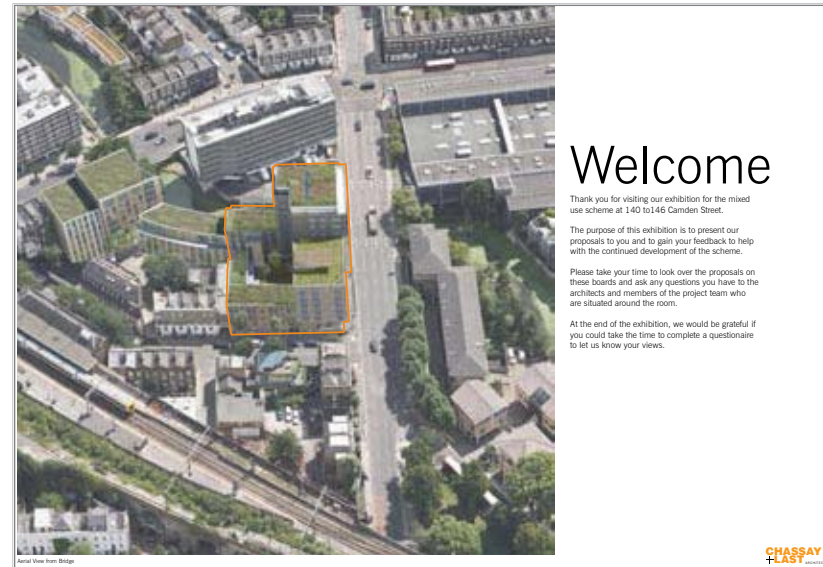 Welcome
Thank you for visiting our exhibition for the mixed
use scheme at 140 to146 Camden Street.
The purpose of this exhibition is to present our
proposals to you and to gain your feedback to help
with the continued development of the scheme.
Please take your time to look over the proposals on
these boards and ask any questions you have to the
architects and members of the project team who
are situated around the room.
At the end of the exhibition, we would be grateful if
you could take the time to complete a questionaire
to let us know your views.
Aerial View from Bridge
CHASSAY
+LAST